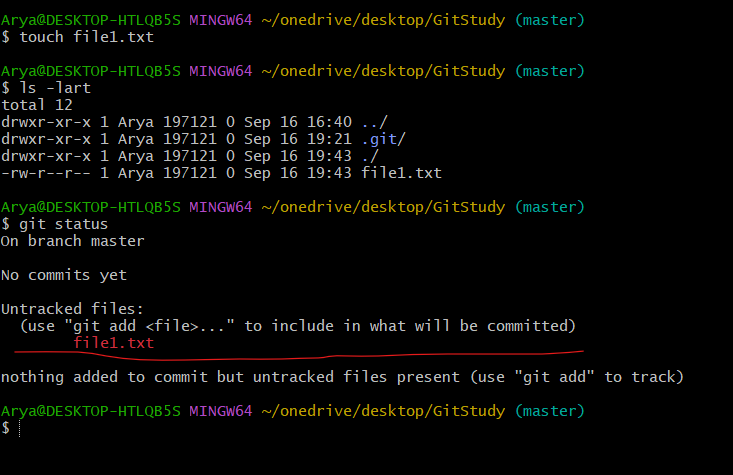 Arya@DESKTOP-HTLQB5S MINGW64 ~/onedrive/desktop/GitStudy (master)
$ touch file1.txt
Arya@DESKTOP-HTLQB5S MINGW64 ~/onedrive/desktop/GitStudy (master)
$ ls -lart
total 12
drwxr-xr-x 1 Arya 197121 0 Sep 16 16:40 ../
drwxr-xr-x 1 Arya 197121 0 Sep 16 19:21 .git/
drwxr-xr-x 1 Arya 197121 0 Sep 16 19:43 ./
-rw-r--r-- 1 Arya 197121 0 Sep 16 19:43 file1.txt
Arya@DESKTOP-HTLQB5S MINGW64 ~/onedrive/desktop/GitStudy (master)
$ git status
On branch master
No commits yet
Untracked files:
(use "git add <file>..." to include in what will be committed)
file1.txt
nothing added to commit but untracked files present (use "git add" to track)
Arya@DESKTOP-HTLQB5S MINGW64 ~/onedrive/desktop/GitStudy (master)
$